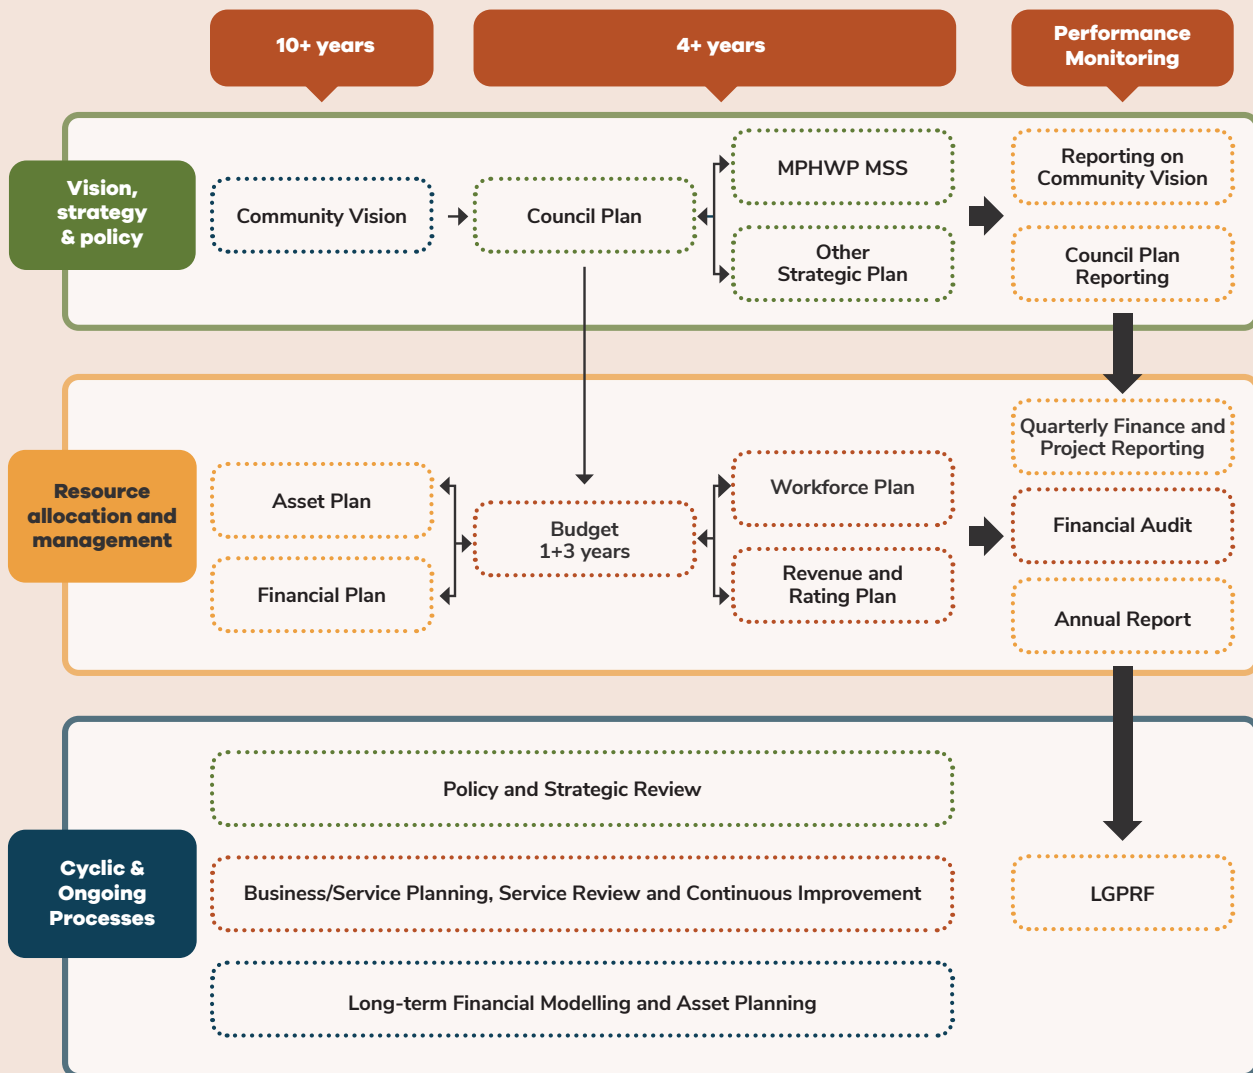 10+ years
4+ years
Performance
Monitoring
Vision,
strategy
& policy
Community Vision
Council Plan
MPHWP MSS
Other
Strategic Plan
Reporting on
Community Vision
Council Plan
Reporting
Resource
allocation and
management
Asset Plan
Financial Plan
Budget
1+3 years
Workforce Plan
Revenue and
Rating Plan
Quarterly Finance and
Project Reporting
Financial Audit
Annual Report
Cyclic &
Ongoing
Processes
Policy and Strategic Review
Business/Service Planning, Service Review and Continuous Improvement
Long-term Financial Modelling and Asset Planning
LGPRF